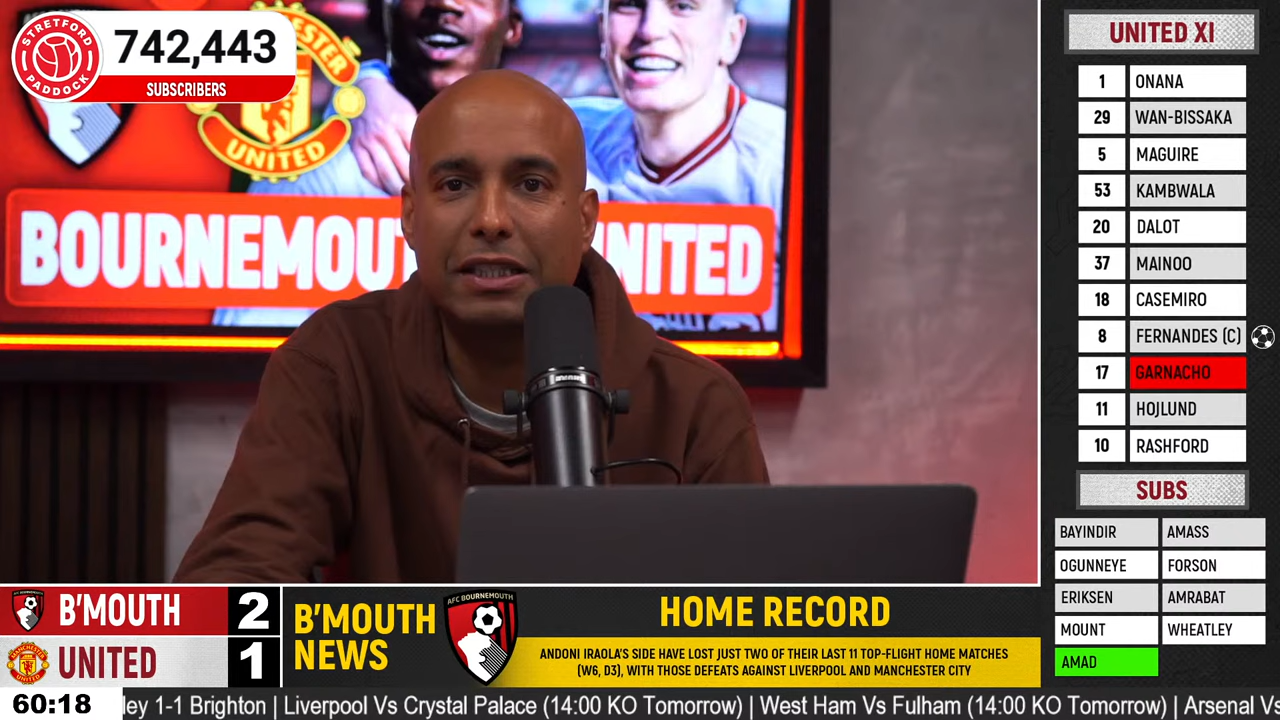 STRETFORD
PADDOCK
742,443
SUBSCRIBERS
UNITED
BOURNEMOU
NITED
UNITED XI
1 ONANA
29 WAN-BISSAKA
5 MAGUIRE
53 KAMBWALA
20 DALOT
37 MAINOO
18 CASEMIRO
8 FERNANDES (C)
17 GARNACHO
11 HOJLUND
10 RASHFORD
SUBS
BAYINDIR AMASS
OGUNNEYE FORSON
ERIKSEN AMRABAT
MOUNT WHEATLEY
AMAD
B'MOUTH 2
UNITED 1
60:18
B'MOUTH
NEWS
AFC BOURNEMOUTH
HOME RECORD
ANDONI IRAOLA'S SIDE HAVE LOST JUST TWO OF THEIR LAST 11 TOP-FLIGHT HOME MATCHES
(W6, D3), WITH THOSE DEFEATS AGAINST LIVERPOOL AND MANCHESTER CITY
ley 1-1 Brighton | Liverpool Vs Crystal Palace (14:00 KO Tomorrow) | West Ham Vs Fulham (14:00 KO Tomorrow) | Arsenal Vs